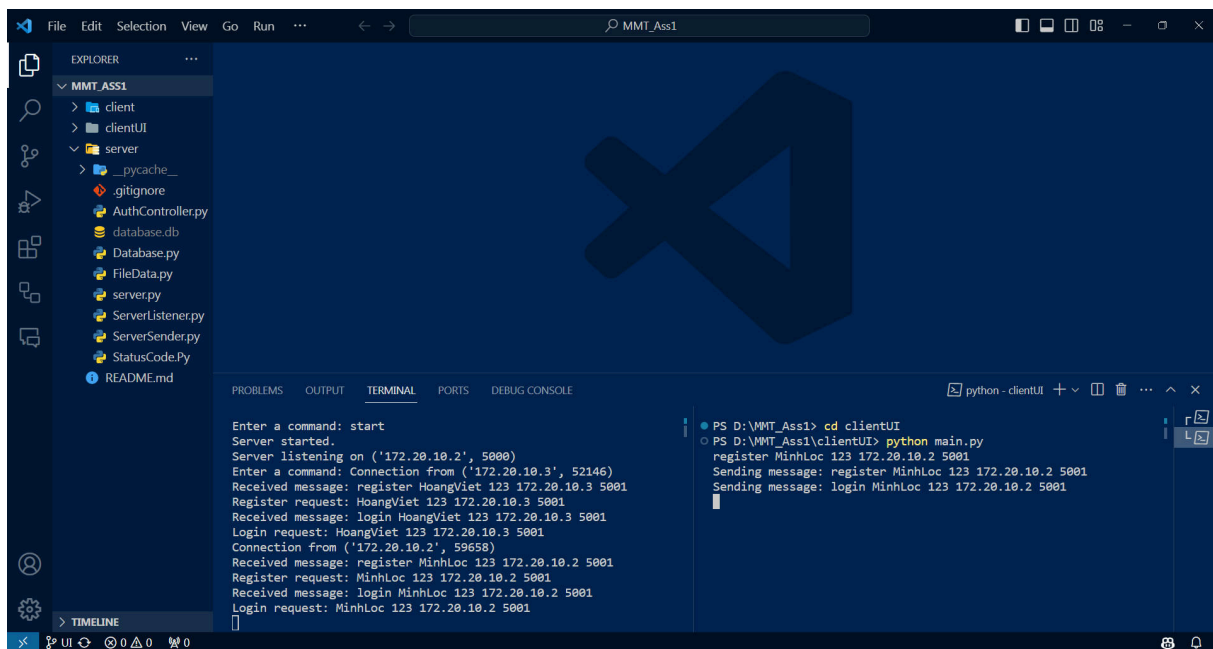 File Edit Selection View Go Run ··· MMT_Ass1
EXPLORER ···
MMT_ASS1
client
clientUI
server
__pycache__
.gitignore
AuthController.py
database.db
Database.py
FileData.py
server.py
ServerListener.py
ServerSender.py
StatusCode.Py
README.md
TIMELINE
PROBLEMS OUTPUT TERMINAL PORTS DEBUG CONSOLE python - clientUI
Enter a command: start
Server started.
Server listening on ('172.20.10.2', 5000)
Enter a command: Connection from ('172.20.10.3', 52146)
Received message: register HoangViet 123 172.20.10.3 5001
Register request: HoangViet 123 172.20.10.3 5001
Received message: login HoangViet 123 172.20.10.3 5001
Login request: HoangViet 123 172.20.10.3 5001
Connection from ('172.20.10.2', 59658)
Received message: register MinhLoc 123 172.20.10.2 5001
Register request: MinhLoc 123 172.20.10.2 5001
Received message: login MinhLoc 123 172.20.10.2 5001
Login request: MinhLoc 123 172.20.10.2 5001
PS D:\MMT_Ass1> cd clientUI
PS D:\MMT_Ass1\clientUI> python main.py
register MinhLoc 123 172.20.10.2 5001
Sending message: register MinhLoc 123 172.20.10.2 5001
Sending message: login MinhLoc 123 172.20.10.2 5001
UI 0 0 0